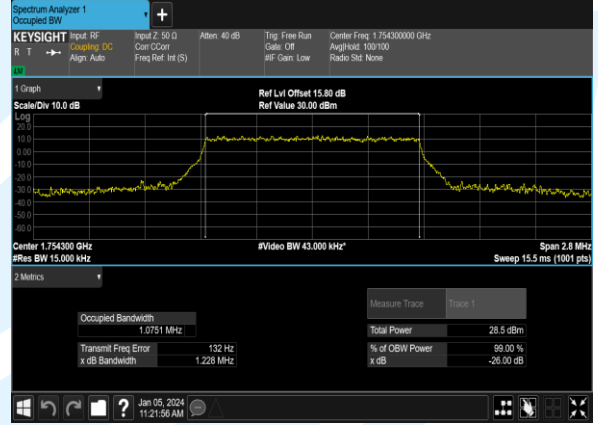 Spectrum Analyzer 1
Occupied BW
+
KEYSIGHT
R T
LXI
Input: RF
Coupling: DC
Align: Auto
Input Z: 50 Ω
Corr CCorr
Freq Ref: Int (S)
Atten: 40 dB
Trig: Free Run
Gate: Off
#IF Gain: Low
Center Freq: 1.754300000 GHz
Avg|Hold: 100/100
Radio Std: None
1 Graph
Scale/Div 10.0 dB
Ref Lvl Offset 15.80 dB
Ref Value 30.00 dBm
Log
20.0
10.0
0.00
-10.0
-20.0
-30.0
-40.0
-50.0
-60.0
Center 1.754300 GHz
#Res BW 15.000 kHz
#Video BW 43.000 kHz*
Span 2.8 MHz
Sweep 15.5 ms (1001 pts)
2 Metrics
Measure Trace
Trace 1
Occupied Bandwidth
1.0751 MHz
Total Power 28.5 dBm
Transmit Freq Error 132 Hz
% of OBW Power 99.00 %
x dB Bandwidth 1.228 MHz
x dB -26.00 dB
?
Jan 05, 2024
11:21:56 AM